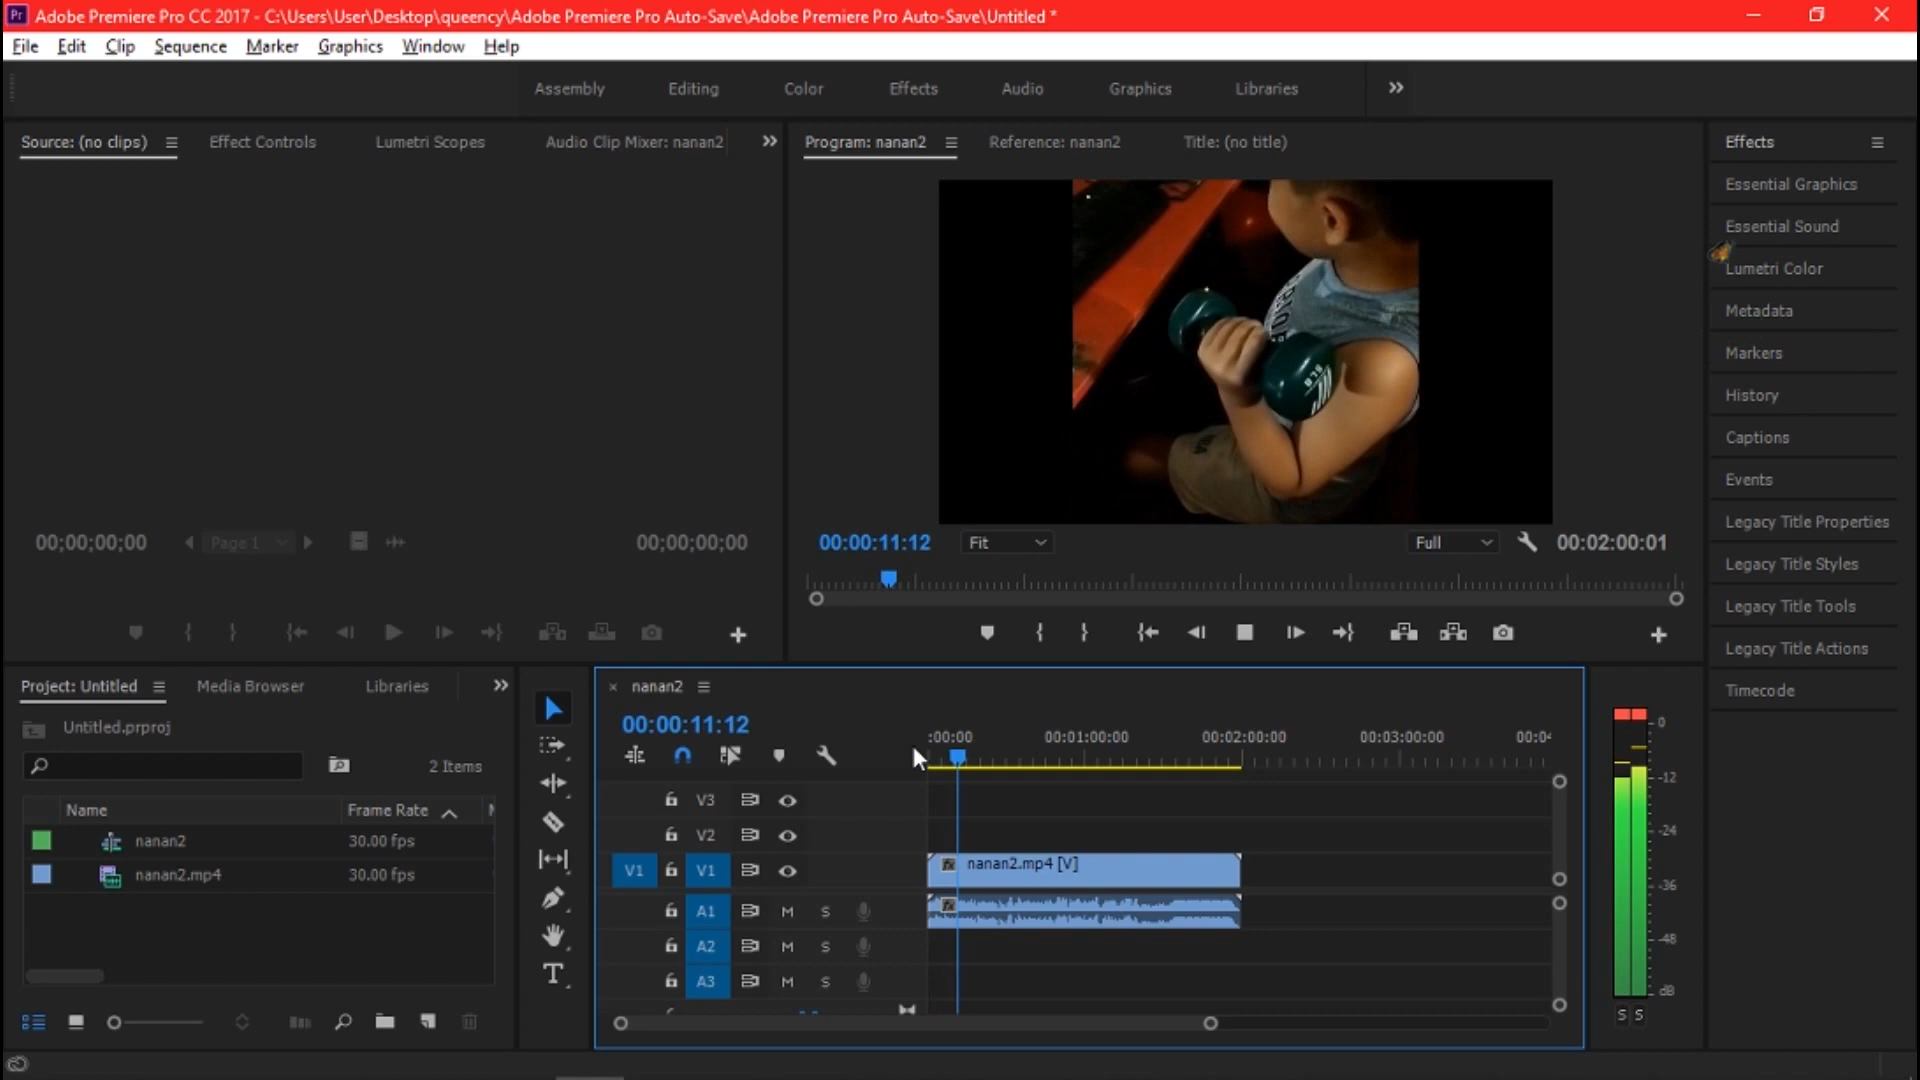 Adobe Premiere Pro CC 2017 - C:\Users\User\Desktop\queency\Adobe Premiere Pro Auto-Save\Adobe Premiere Pro Auto-Save\Untitled *
File Edit Clip Sequence Marker Graphics Window Help
Assembly Editing Color Effects Audio Graphics Libraries
Source: (no clips) Effect Controls Lumetri Scopes Audio Clip Mixer: nanan2
Program: nanan2 Reference: nanan2 Title: (no title)
Effects
Essential Graphics
Essential Sound
Lumetri Color
Metadata
Markers
History
Captions
Events
Legacy Title Properties
Legacy Title Styles
Legacy Title Tools
Legacy Title Actions
Timecode
SLB
00;00;00;00 Page 1 00;00;00;00
00:00:11:12 Fit Full 00:02:00:01
Project: Untitled Media Browser Libraries
Untitled.prproj
2 Items
Name Frame Rate
nanan2 30.00 fps
nanan2.mp4 30.00 fps
nanan2
00:00:11:12
:00:00 00:01:00:00 00:02:00:00 00:03:00:00 00:04
V3
V2
V1 V1 nanan2.mp4 [V]
A1 M S
A2 M S
A3 M S
0
-12
-24
-36
-48
dB
S S